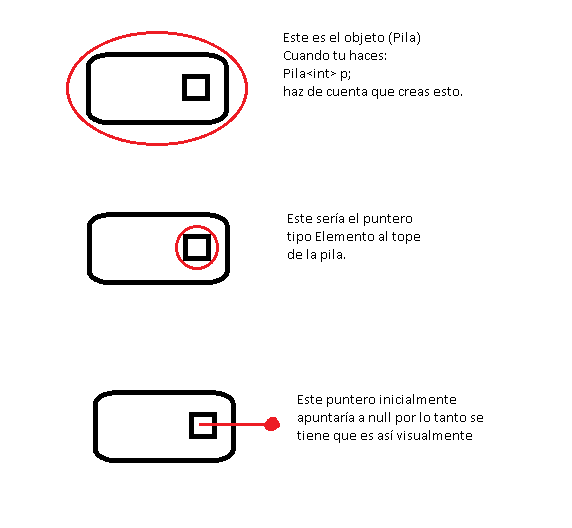 Este es el objeto (Pila)
Cuando tu haces:
Pila<int> p;
haz de cuenta que creas esto.
Este sería el puntero
tipo Elemento al tope
de la pila.
Este puntero inicialmente
apuntaría a null por lo tanto se
tiene que es así visualmente